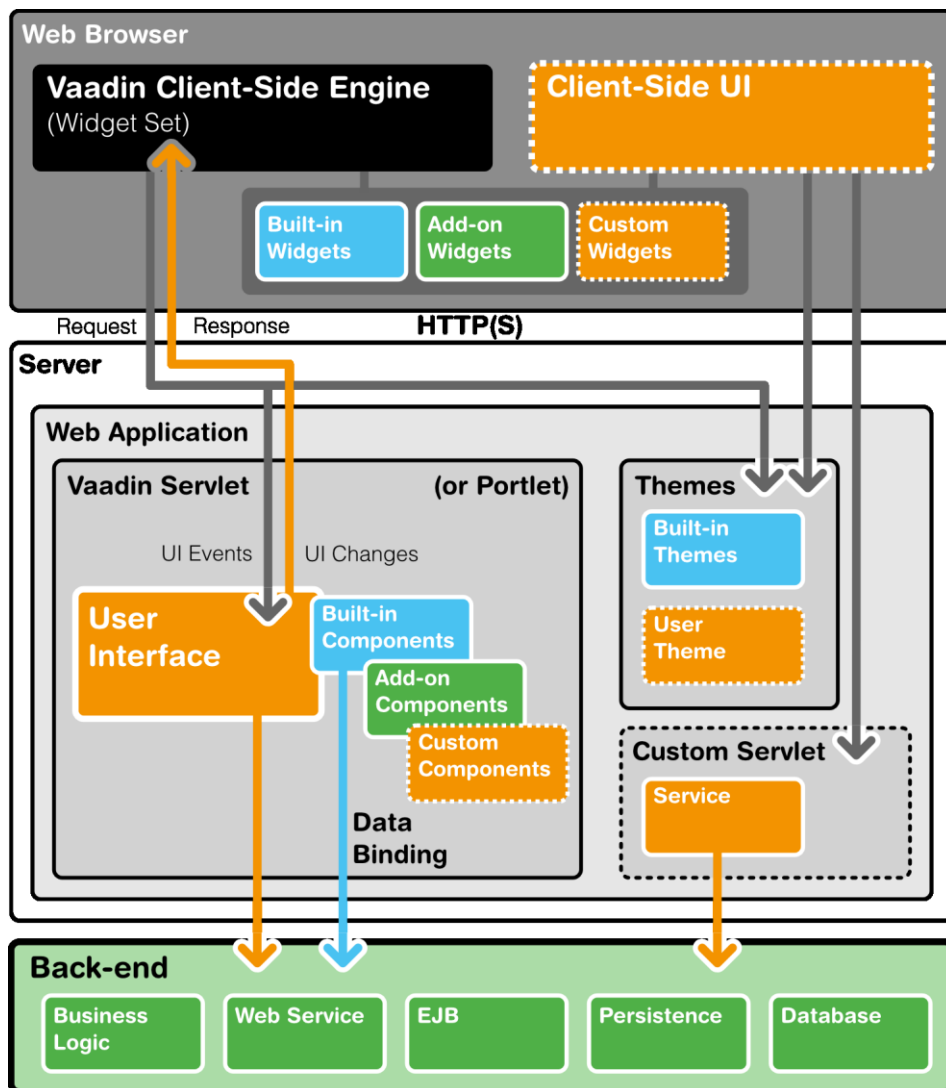 Web Browser
Vaadin Client-Side Engine
(Widget Set)
Client-Side UI
Built-in
Widgets
Add-on
Widgets
Custom
Widgets
Request
Response
HTTP(S)
Server
Web Application
Vaadin Servlet
(or Portlet)
UI Events
UI Changes
User
Interface
Built-in
Components
Add-on
Components
Custom
Components
Data
Binding
Themes
Built-in
Themes
User
Theme
Custom Servlet
Service
Back-end
Business
Logic
Web Service
EJB
Persistence
Database